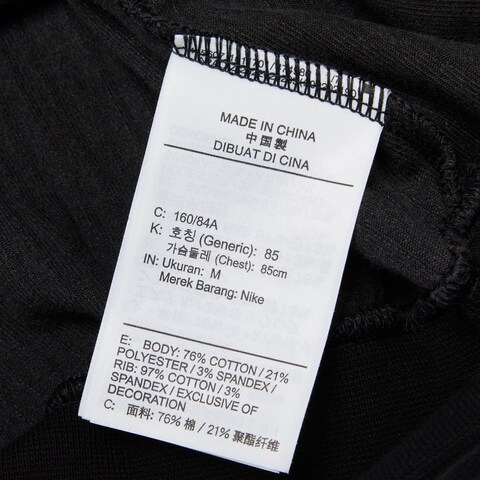 MADE IN CHINA
中国製
DIBUAT DI CINA
C: 160/84A
K: 호칭 (Generic): 85
가슴둘레 (Chest): 85cm
IN: Ukuran: M
Merek Barang: Nike
E: BODY: 76% COTTON / 21%
POLYESTER / 3% SPANDEX /
RIB: 97% COTTON / 3%
SPANDEX / EXCLUSIVE OF
DECORATION
C: 面料: 76% 棉 / 21% 聚酯纤维